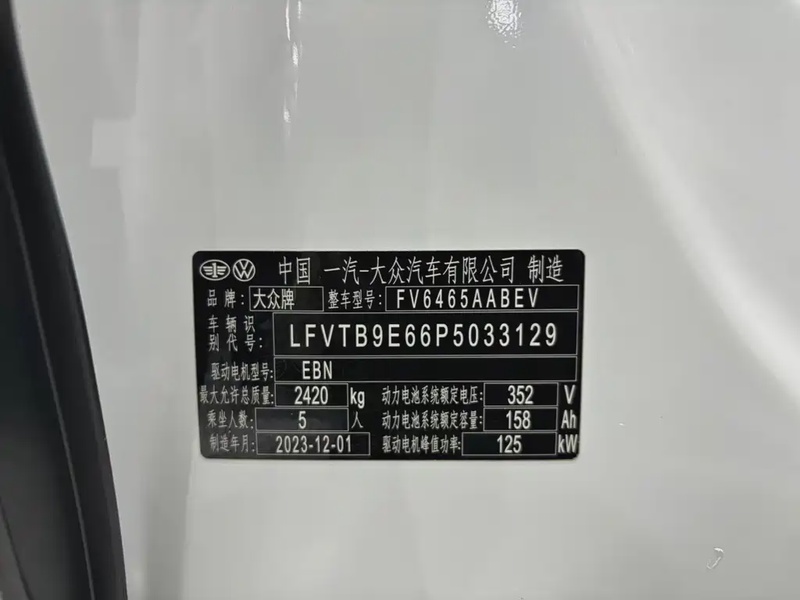 中国 一汽-大众汽车有限公司 制造
品牌: 大众牌 整车型号: FV6465AABEV
车辆识别代号: LFVTB9E66P5033129
驱动电机型号: EBN
最大允许总质量: 2420 kg 动力电池系统额定电压: 352 V
乘坐人数: 5 人 动力电池系统额定容量: 158 Ah
制造年月: 2023-12-01 驱动电机峰值功率: 125 kW